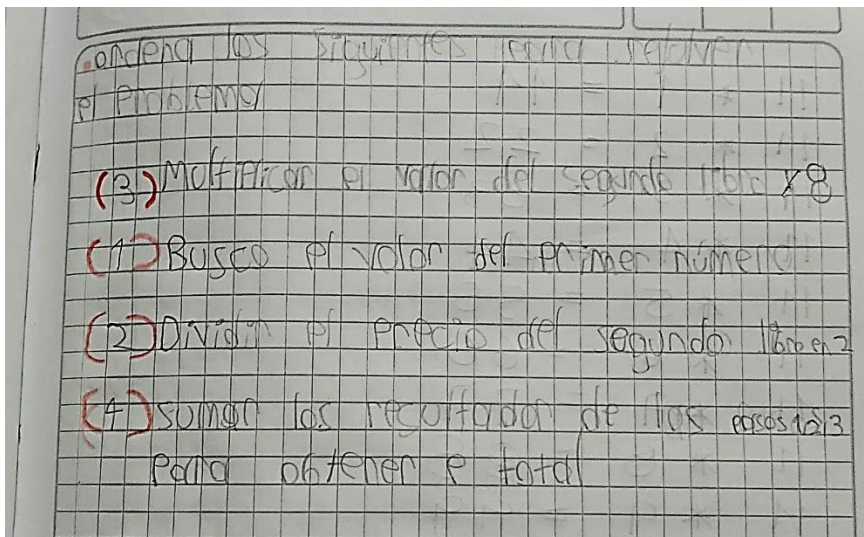 .ordena los siguientes para resolver
el problema
(3) Multiplicar el valor del segundo libro x 8
(1) Busco el valor del primer número
(2) Dividir el precio del segundo libro en 2
(4) sumar los resultador de los pasos 1 a 3
para obtener e total